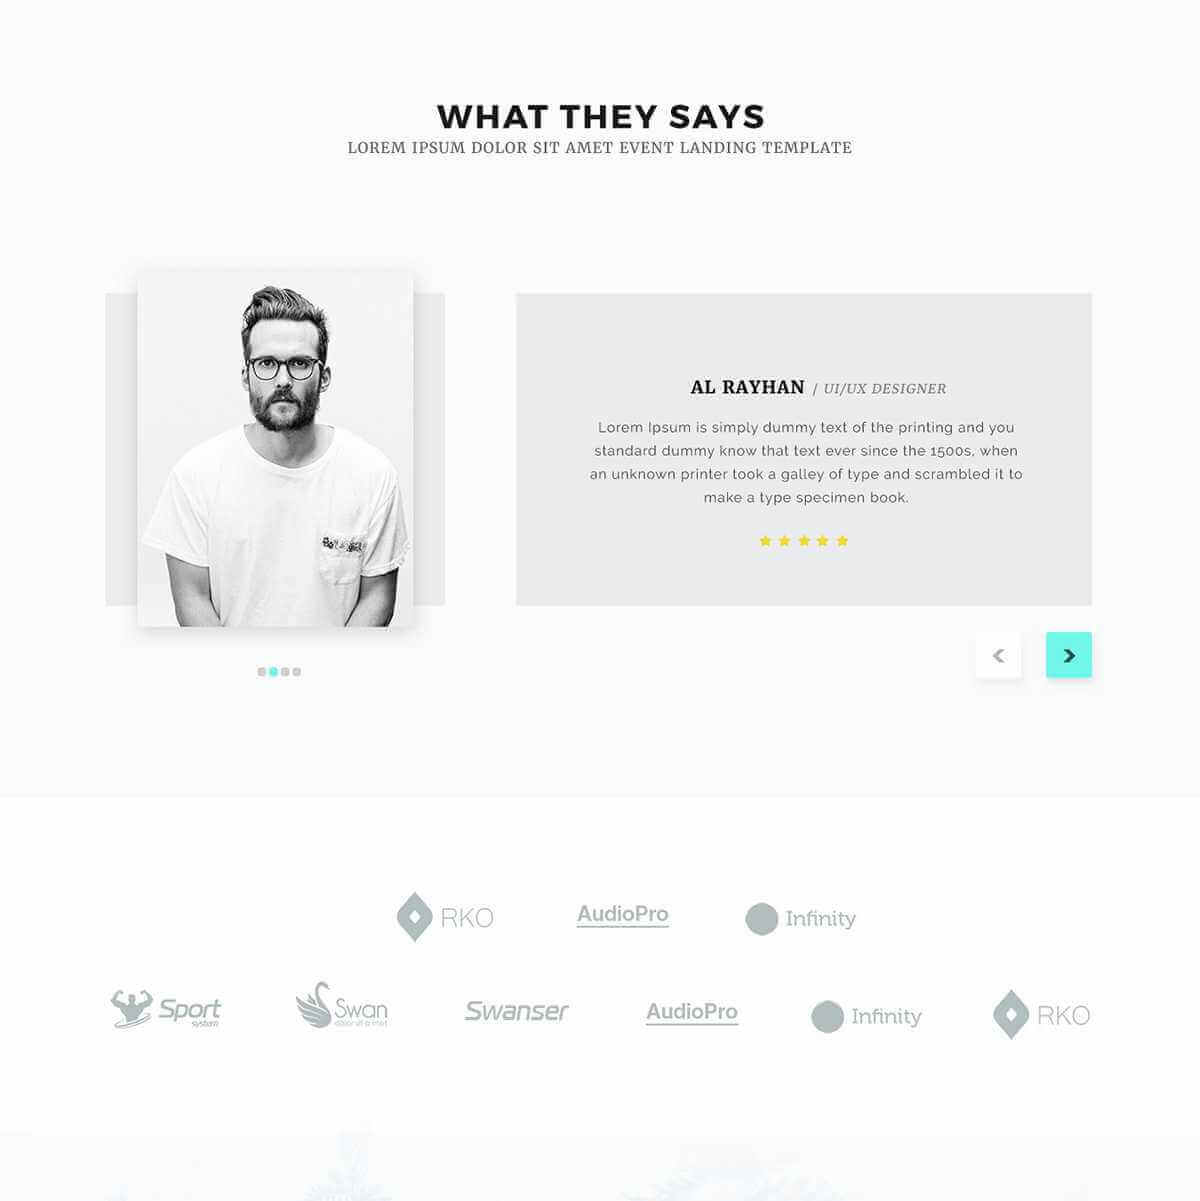 WHAT THEY SAYS
LOREM IPSUM DOLOR SIT AMET EVENT LANDING TEMPLATE
AL RAYHAN / UI/UX DESIGNER
Lorem Ipsum is simply dummy text of the printing and you
standard dummy know that text ever since the 1500s, when
an unknown printer took a galley of type and scrambled it to
make a type specimen book.
RKO
AudioPro
Infinity
Sport
system
Swan
Swanser
AudioPro
Infinity
RKO